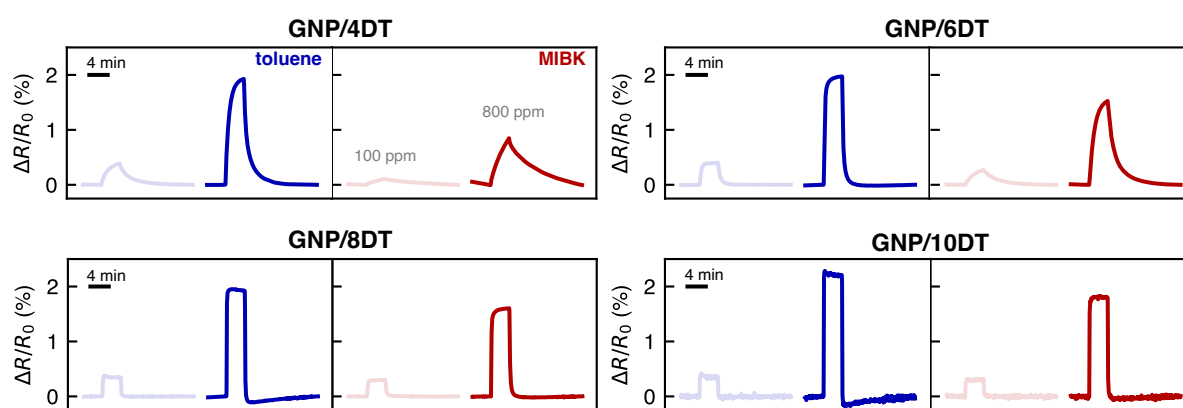 GNP/4DT
4 min
toluene
MIBK
800 ppm
100 ppm
2
1
0
ΔR/R0 (%)
GNP/6DT
4 min
2
1
0
ΔR/R0 (%)
GNP/8DT
4 min
2
1
0
ΔR/R0 (%)
GNP/10DT
4 min
2
1
0
ΔR/R0 (%)